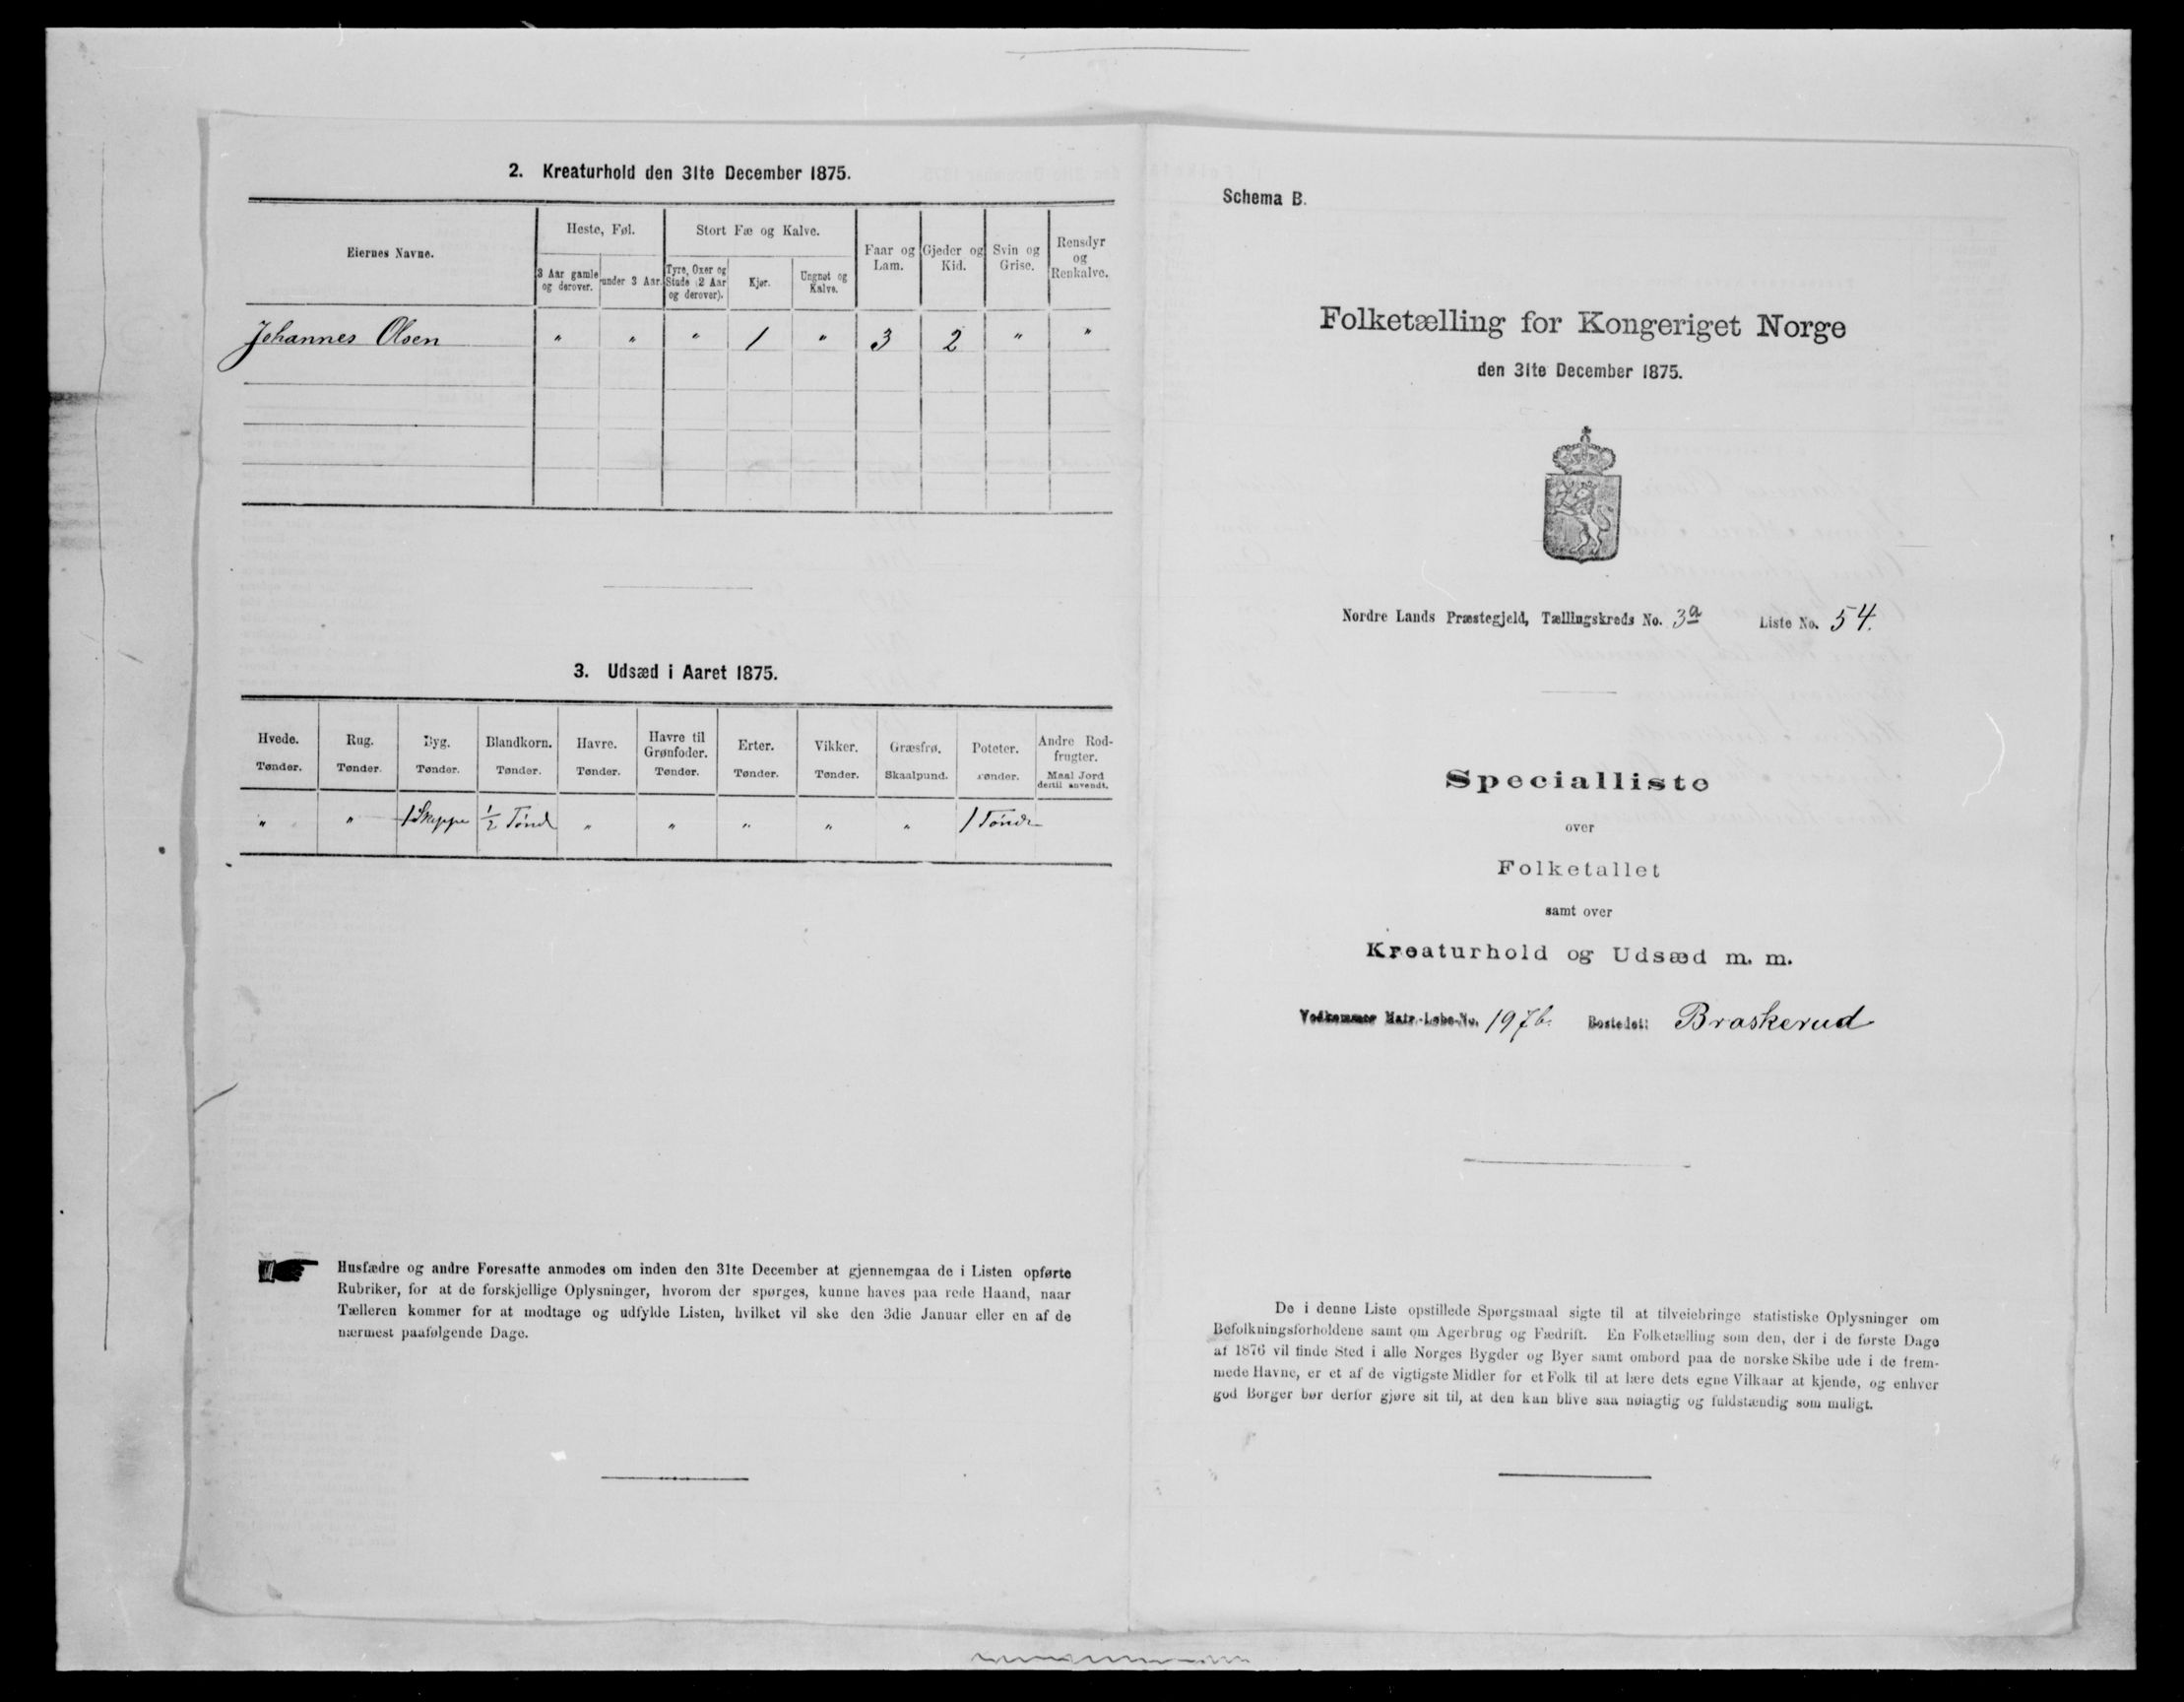 2. Kreaturhold den 31te December 1875.
Eiernes Navne.
Heste, Føl.
Stort Fæ og Kalve.
3 Aar gamle og derover.
under 3 Aar.
Tyre, Oxer og Stude (2 Aar og derover).
Kjør.
Ungnøt og Kalve.
Faar og Lam.
Gjeder og Kid.
Svin og Grise.
Rensdyr og Renkalve.
Johannes Olsen " " " 1 " 3 2 " "
3. Udsæd i Aaret 1875.
Hvede. Rug. Byg. Blandkorn. Havre. Havre til Grønfoder. Erter. Vikker. Græsfrø. Poteter. Andre Rodfrugter.
Tønder. Tønder. Tønder. Tønder. Tønder. Tønder. Tønder. Tønder. Skaalpund. Tønder. Maal Jord dertil anvendt.
" " 1 Skeppe ½ Tönd " " " " " 1 Tönde
Husfædre og andre Foresatte anmodes om inden den 31te December at gjennemgaa de i Listen opførte
Rubriker, for at de forskjellige Oplysninger, hvorom der spørges, kunne haves paa rede Haand, naar
Tælleren kommer for at modtage og udfylde Listen, hvilket vil ske den 3die Januar eller en af de
nærmest paafølgende Dage.
Schema B.
Folketælling for Kongeriget Norge
den 31te December 1875.
Nordre Lands Præstegjeld, Tællingskreds No. 3a Liste No. 54.
Specialliste
over
Folketallet
samt over
Kreaturhold og Udsæd m. m.
Vedkommer Matr.-Løbe-No. 197b. Bostedet: Braskerud
De i denne Liste opstillede Spørgsmaal sigte til at tilveiebringe statistiske Oplysninger om
Befolkningsforholdene samt om Agerbrug og Fædrift. En Folketælling som den, der i de første Dage
af 1876 vil finde Sted i alle Norges Bygder og Byer samt ombord paa de norske Skibe ude i de frem-
mede Havne, er et af de vigtigste Midler for et Folk til at lære dets egne Vilkaar at kjende, og enhver
god Borger bør derfor gjøre sit til, at den kan blive saa nøiagtig og fuldstændig som muligt.